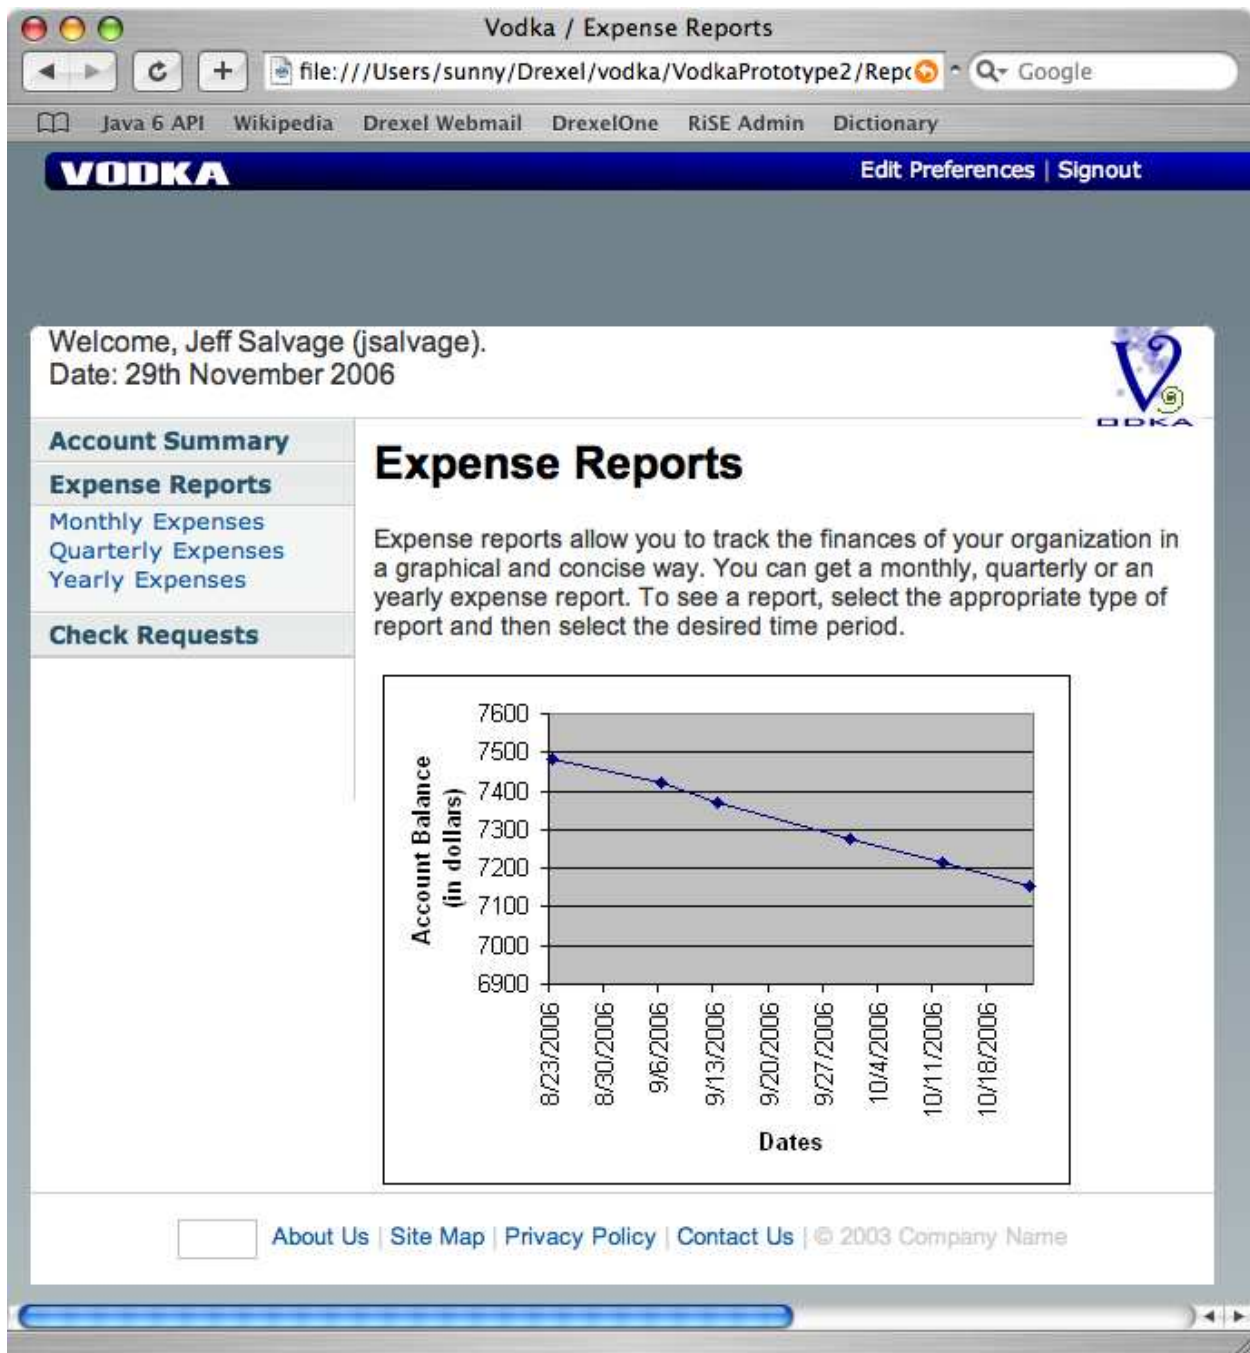 Vodka / Expense Reports
file:///Users/sunny/Drexel/vodka/VodkaPrototype2/Repo
Google
Java 6 API Wikipedia Drexel Webmail DrexelOne RiSE Admin Dictionary
VODKA Edit Preferences | Signout
Welcome, Jeff Salvage (jsalvage).
Date: 29th November 2006
V
ODKA
Account Summary
Expense Reports
Monthly Expenses
Quarterly Expenses
Yearly Expenses
Check Requests
Expense Reports
Expense reports allow you to track the finances of your organization in
a graphical and concise way. You can get a monthly, quarterly or an
yearly expense report. To see a report, select the appropriate type of
report and then select the desired time period.
Account Balance
(in dollars)
7600
7500
7400
7300
7200
7100
7000
6900
8/23/2006
8/30/2006
9/6/2006
9/13/2006
9/20/2006
9/27/2006
10/4/2006
10/11/2006
10/18/2006
Dates
About Us | Site Map | Privacy Policy | Contact Us | © 2003 Company Name